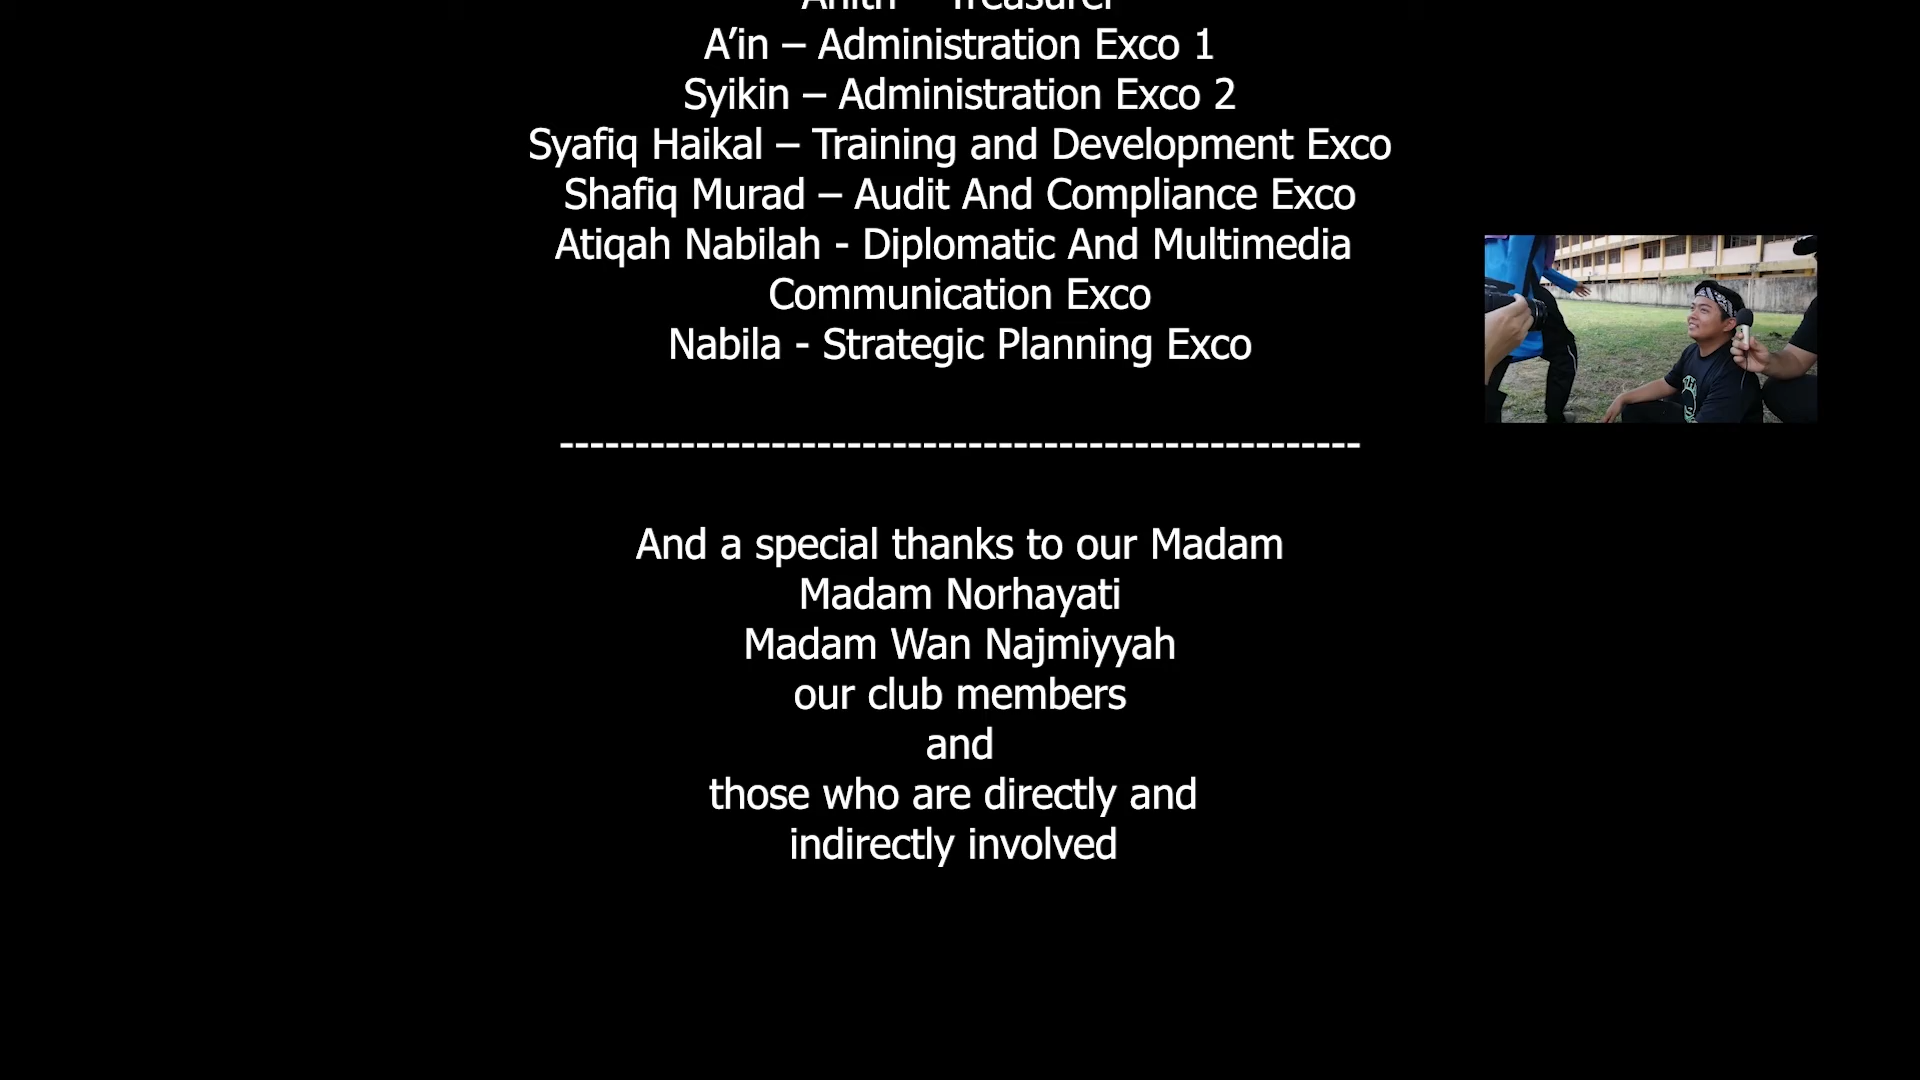 Treasurer
A’in – Administration Exco 1
Syikin – Administration Exco 2
Syafiq Haikal – Training and Development Exco
Shafiq Murad – Audit And Compliance Exco
Atiqah Nabilah - Diplomatic And Multimedia
Communication Exco
Nabila - Strategic Planning Exco
-----------------------------------------------------
And a special thanks to our Madam
Madam Norhayati
Madam Wan Najmiyyah
our club members
and
those who are directly and
indirectly involved